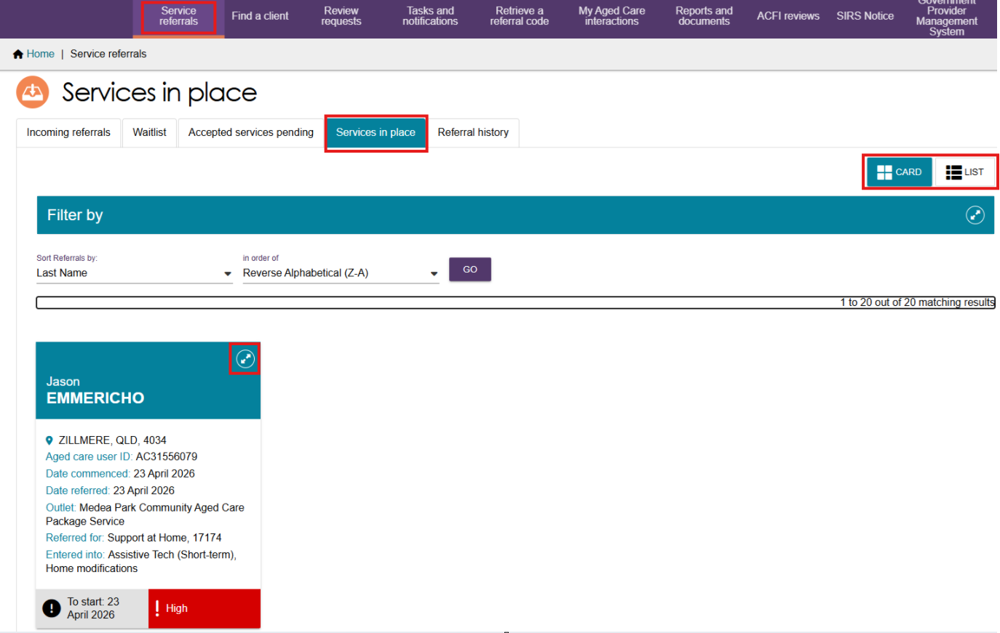 Service referrals
Find a client
Review requests
Tasks and notifications
Retrieve a referral code
My Aged Care interactions
Reports and documents
ACFI reviews
SIRS Notice
Government Provider Management System
Home | Service referrals
Services in place
Incoming referrals
Waitlist
Accepted services pending
Services in place
Referral history
CARD
LIST
Filter by
Sort Referrals by:
in order of
Last Name
Reverse Alphabetical (Z-A)
GO
1 to 20 out of 20 matching results
Jason
EMMERICHO
ZILLMERE, QLD, 4034
Aged care user ID: AC31556079
Date commenced: 23 April 2026
Date referred: 23 April 2026
Outlet: Medea Park Community Aged Care
Package Service
Referred for: Support at Home, 17174
Entered into: Assistive Tech (Short-term),
Home modifications
To start: 23
April 2026
High